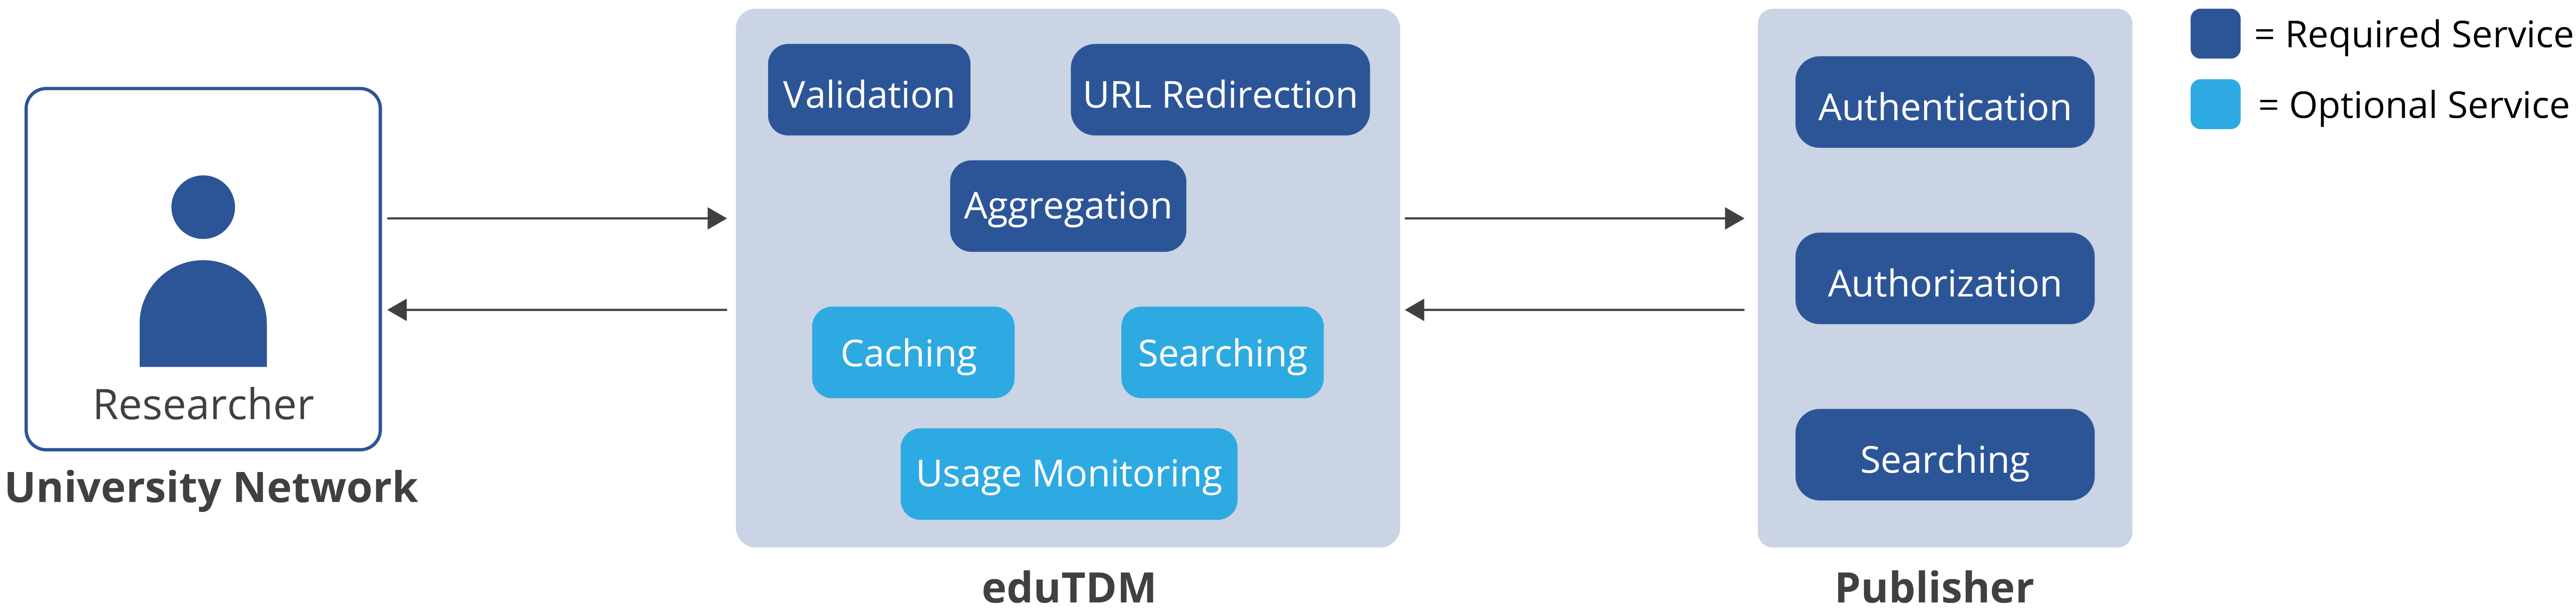 Researcher
University Network
Validation
URL Redirection
Aggregation
Caching
Searching
Usage Monitoring
eduTDM
Authentication
Authorization
Searching
Publisher
= Required Service
= Optional Service